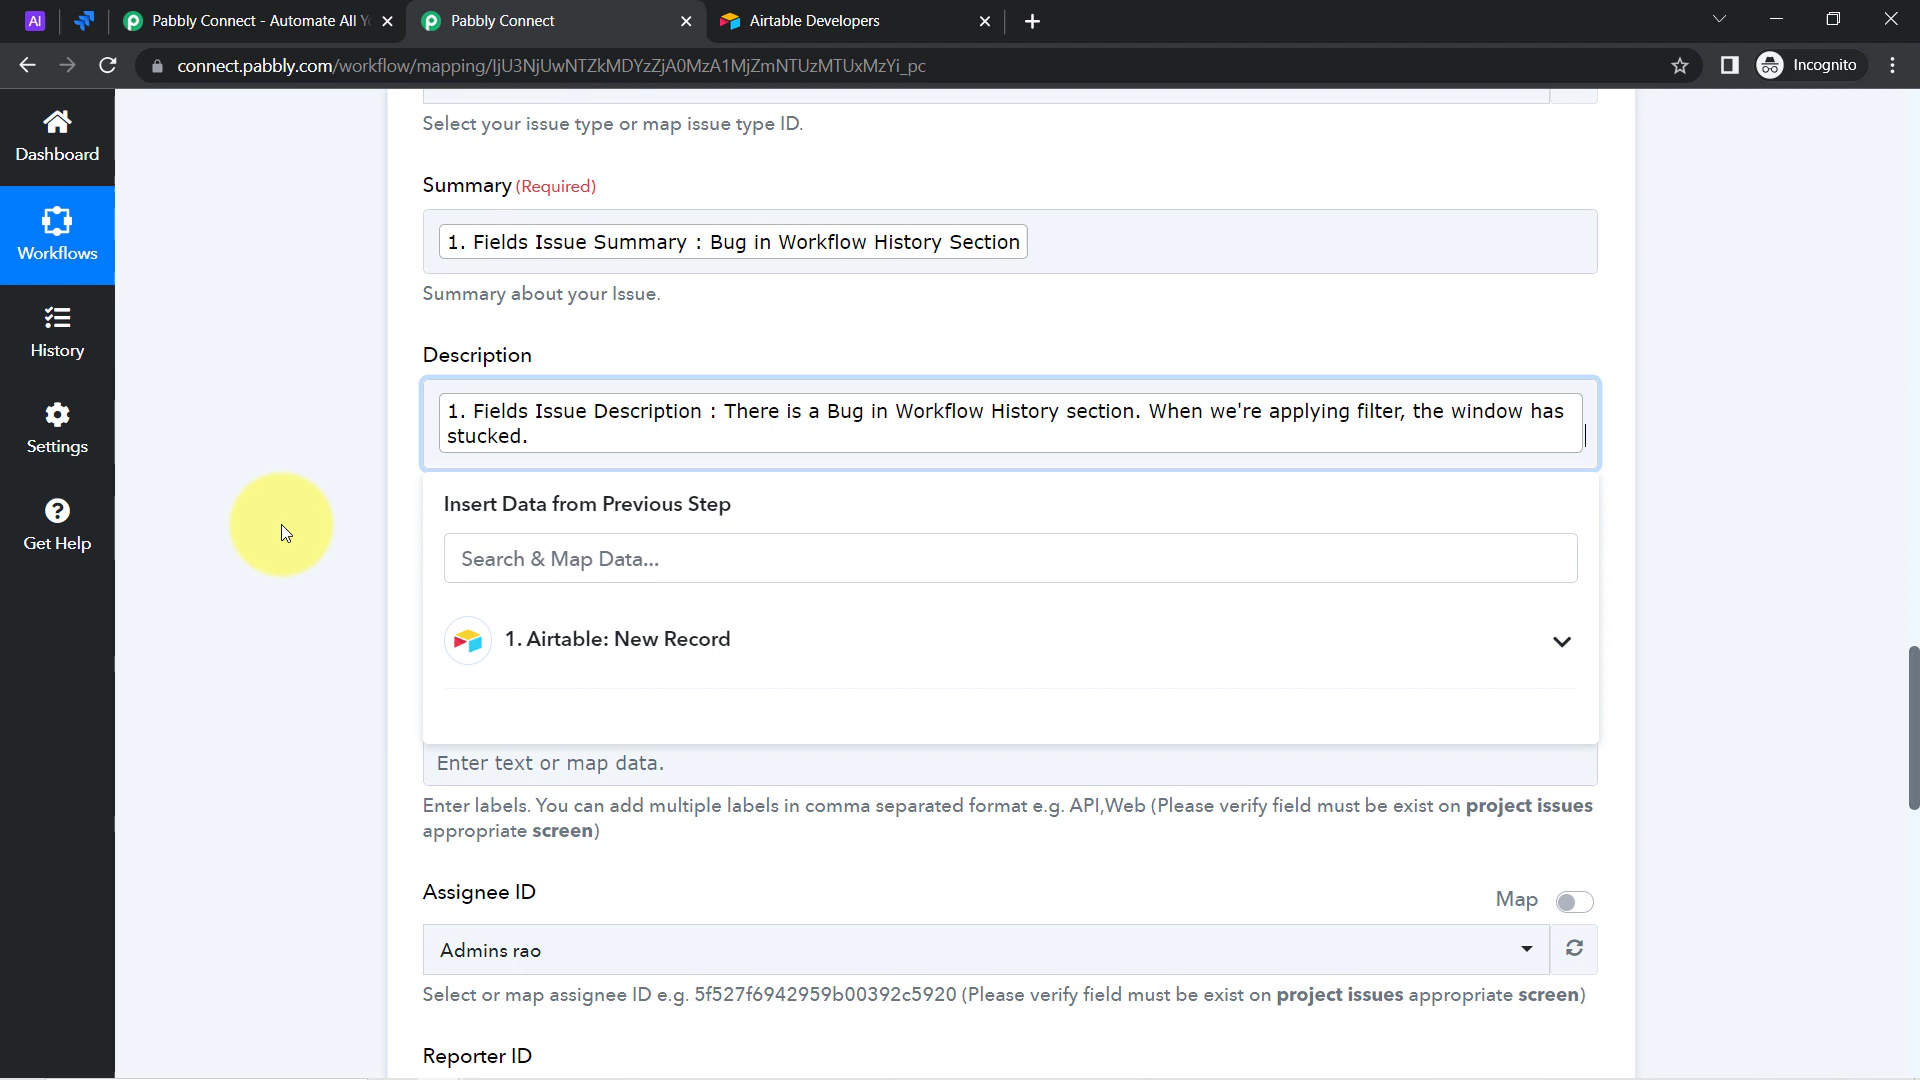 AI
Pabbly Connect - Automate All Y
Pabbly Connect
Airtable Developers
connect.pabbly.com/workflow/mapping/IjU3NjUwNTZkMDYzZjA0MzA1MjZmNTUzMTUxMzYi_pc
Incognito
Dashboard
Workflows
History
Settings
Get Help
Select your issue type or map issue type ID.
Summary (Required)
1. Fields Issue Summary : Bug in Workflow History Section
Summary about your Issue.
Description
1. Fields Issue Description : There is a Bug in Workflow History section. When we're applying filter, the window has
stucked.
Insert Data from Previous Step
Search & Map Data...
1. Airtable: New Record
Enter text or map data.
Enter labels. You can add multiple labels in comma separated format e.g. API,Web (Please verify field must be exist on project issues
appropriate screen)
Assignee ID
Map
Admins rao
Select or map assignee ID e.g. 5f527f6942959b00392c5920 (Please verify field must be exist on project issues appropriate screen)
Reporter ID